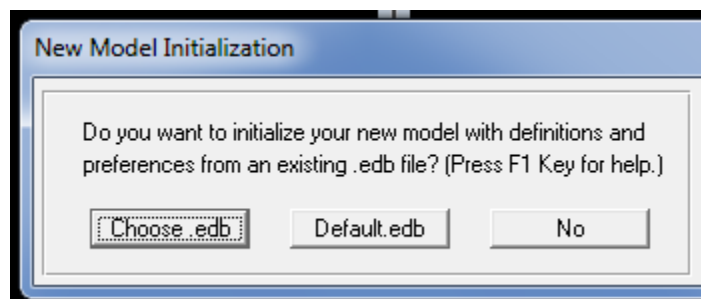 New Model Initialization
Do you want to initialize your new model with definitions and
preferences from an existing .edb file? (Press F1 Key for help.)
Choose .edb Default.edb No